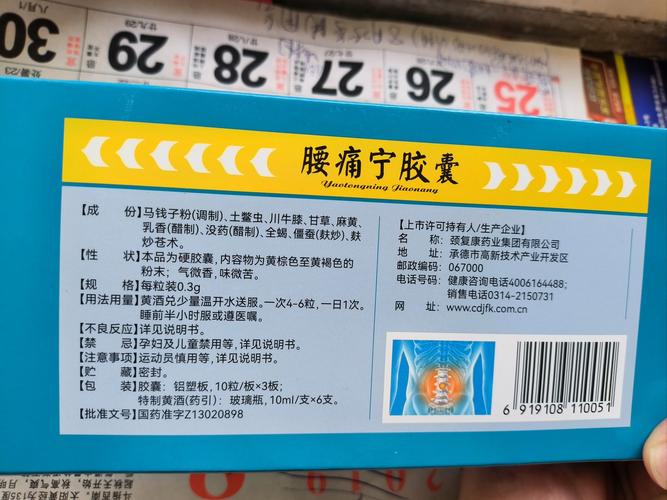 腰痛宁胶囊
Yaotongning Jiaonang
【成 份】马钱子粉(调制)、土鳖虫、川牛膝、甘草、麻黄、
乳香(醋制)、没药(醋制)、全蝎、僵蚕(麸炒)、麸
炒苍术。
【性 状】本品为硬胶囊，内容物为黄棕色至黄褐色的
粉末；气微香，味微苦。
【规 格】每粒装0.3g
【用法用量】黄酒兑少量温开水送服。一次4-6粒，一日1次。
睡前半小时服或遵医嘱。
【不良反应】详见说明书。
【禁 忌】孕妇及儿童禁用等，详见说明书。
【注意事项】运动员慎用等，详见说明书。
【贮 藏】密封。
【包 装】胶囊：铝塑板，10粒/板×3板；
特制黄酒(药引)：玻璃瓶，10ml/支×6支。
【批准文号】国药准字Z13020898
【上市许可持有人/生产企业】
名 称：颈复康药业集团有限公司
地 址：承德市高新技术产业开发区
邮政编码：067000
电话号码：健康咨询电话4006164488；
销售电话0314-2150731
网 址：www.cdjfk.com.cn
6 919108 110051
30
29
28
27
26
25
八月/1
廿九/29
处暑/23
2019